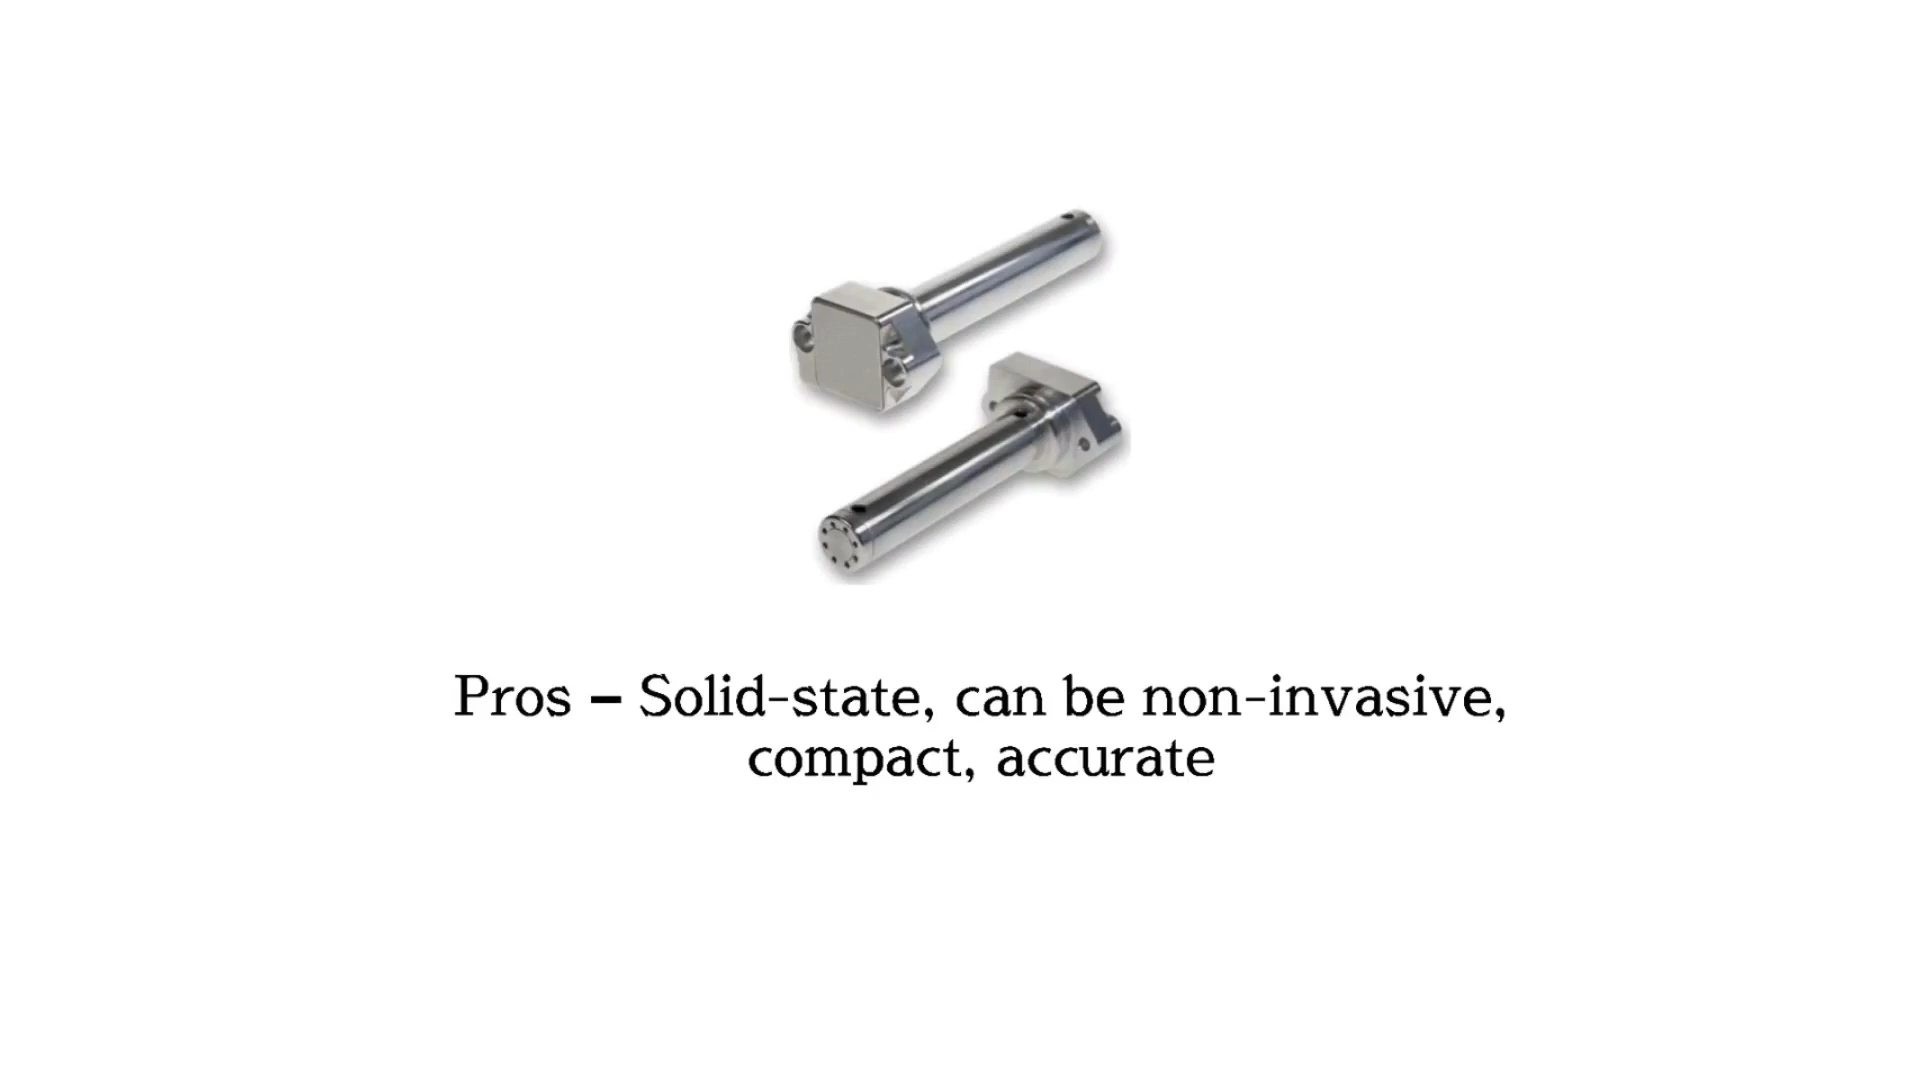 Pros – Solid-state, can be non-invasive,
compact, accurate